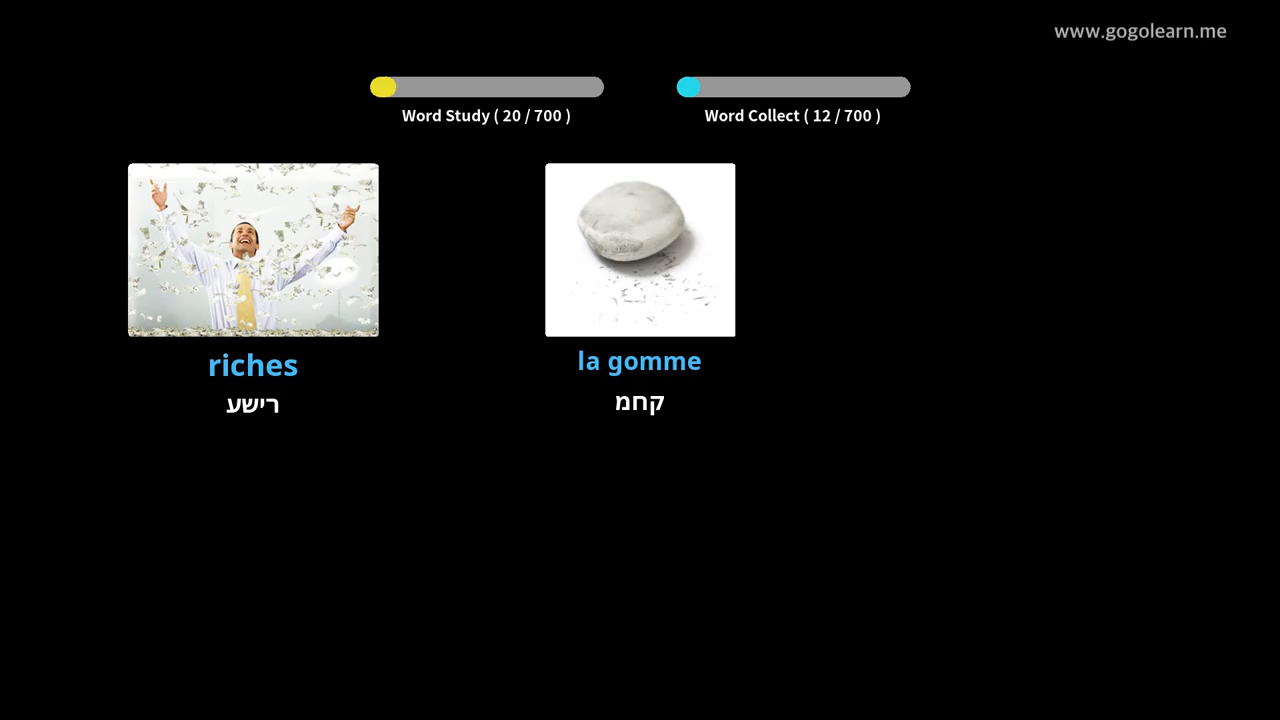 www.gogolearn.me
Word Study ( 20 / 700 )
Word Collect ( 12 / 700 )
riches
רישע
la gomme
קחמ